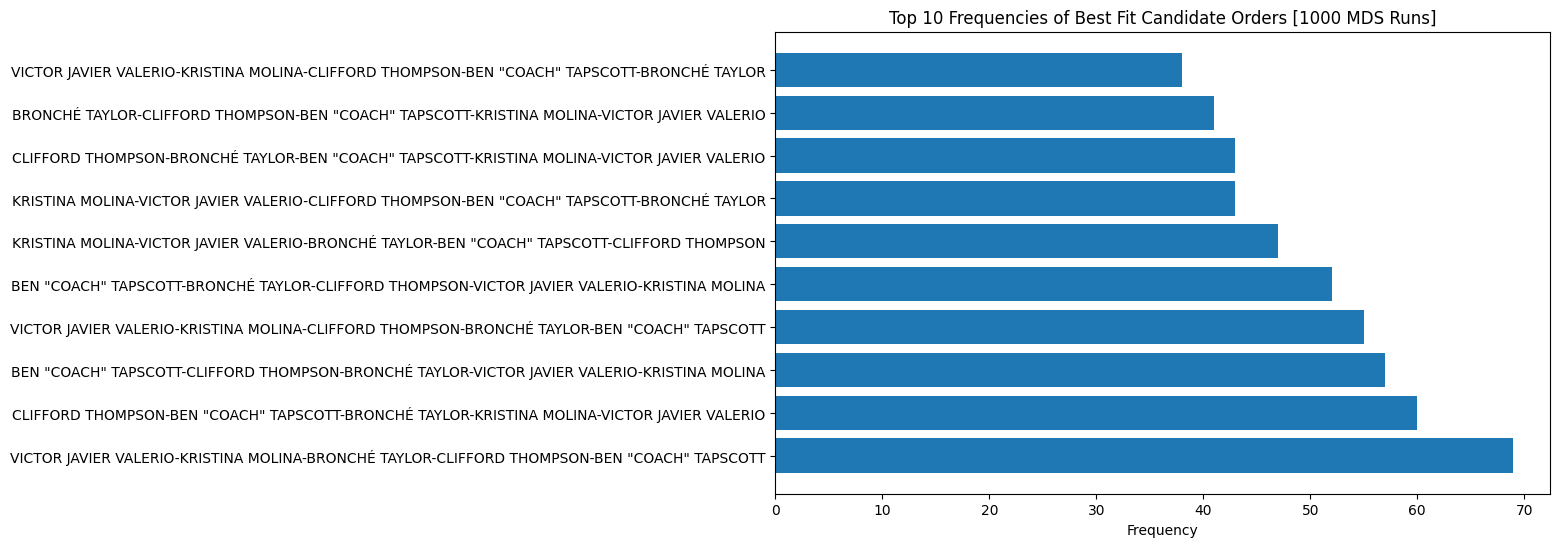 Top 10 Frequencies of Best Fit Candidate Orders [1000 MDS Runs]
VICTOR JAVIER VALERIO-KRISTINA MOLINA-CLIFFORD THOMPSON-BEN "COACH" TAPSCOTT-BRONCHÉ TAYLOR
BRONCHÉ TAYLOR-CLIFFORD THOMPSON-BEN "COACH" TAPSCOTT-KRISTINA MOLINA-VICTOR JAVIER VALERIO
CLIFFORD THOMPSON-BRONCHÉ TAYLOR-BEN "COACH" TAPSCOTT-KRISTINA MOLINA-VICTOR JAVIER VALERIO
KRISTINA MOLINA-VICTOR JAVIER VALERIO-CLIFFORD THOMPSON-BEN "COACH" TAPSCOTT-BRONCHÉ TAYLOR
KRISTINA MOLINA-VICTOR JAVIER VALERIO-BRONCHÉ TAYLOR-BEN "COACH" TAPSCOTT-CLIFFORD THOMPSON
BEN "COACH" TAPSCOTT-BRONCHÉ TAYLOR-CLIFFORD THOMPSON-VICTOR JAVIER VALERIO-KRISTINA MOLINA
VICTOR JAVIER VALERIO-KRISTINA MOLINA-CLIFFORD THOMPSON-BRONCHÉ TAYLOR-BEN "COACH" TAPSCOTT
BEN "COACH" TAPSCOTT-CLIFFORD THOMPSON-BRONCHÉ TAYLOR-VICTOR JAVIER VALERIO-KRISTINA MOLINA
CLIFFORD THOMPSON-BEN "COACH" TAPSCOTT-BRONCHÉ TAYLOR-KRISTINA MOLINA-VICTOR JAVIER VALERIO
VICTOR JAVIER VALERIO-KRISTINA MOLINA-BRONCHÉ TAYLOR-CLIFFORD THOMPSON-BEN "COACH" TAPSCOTT
0 10 20 30 40 50 60 70
Frequency